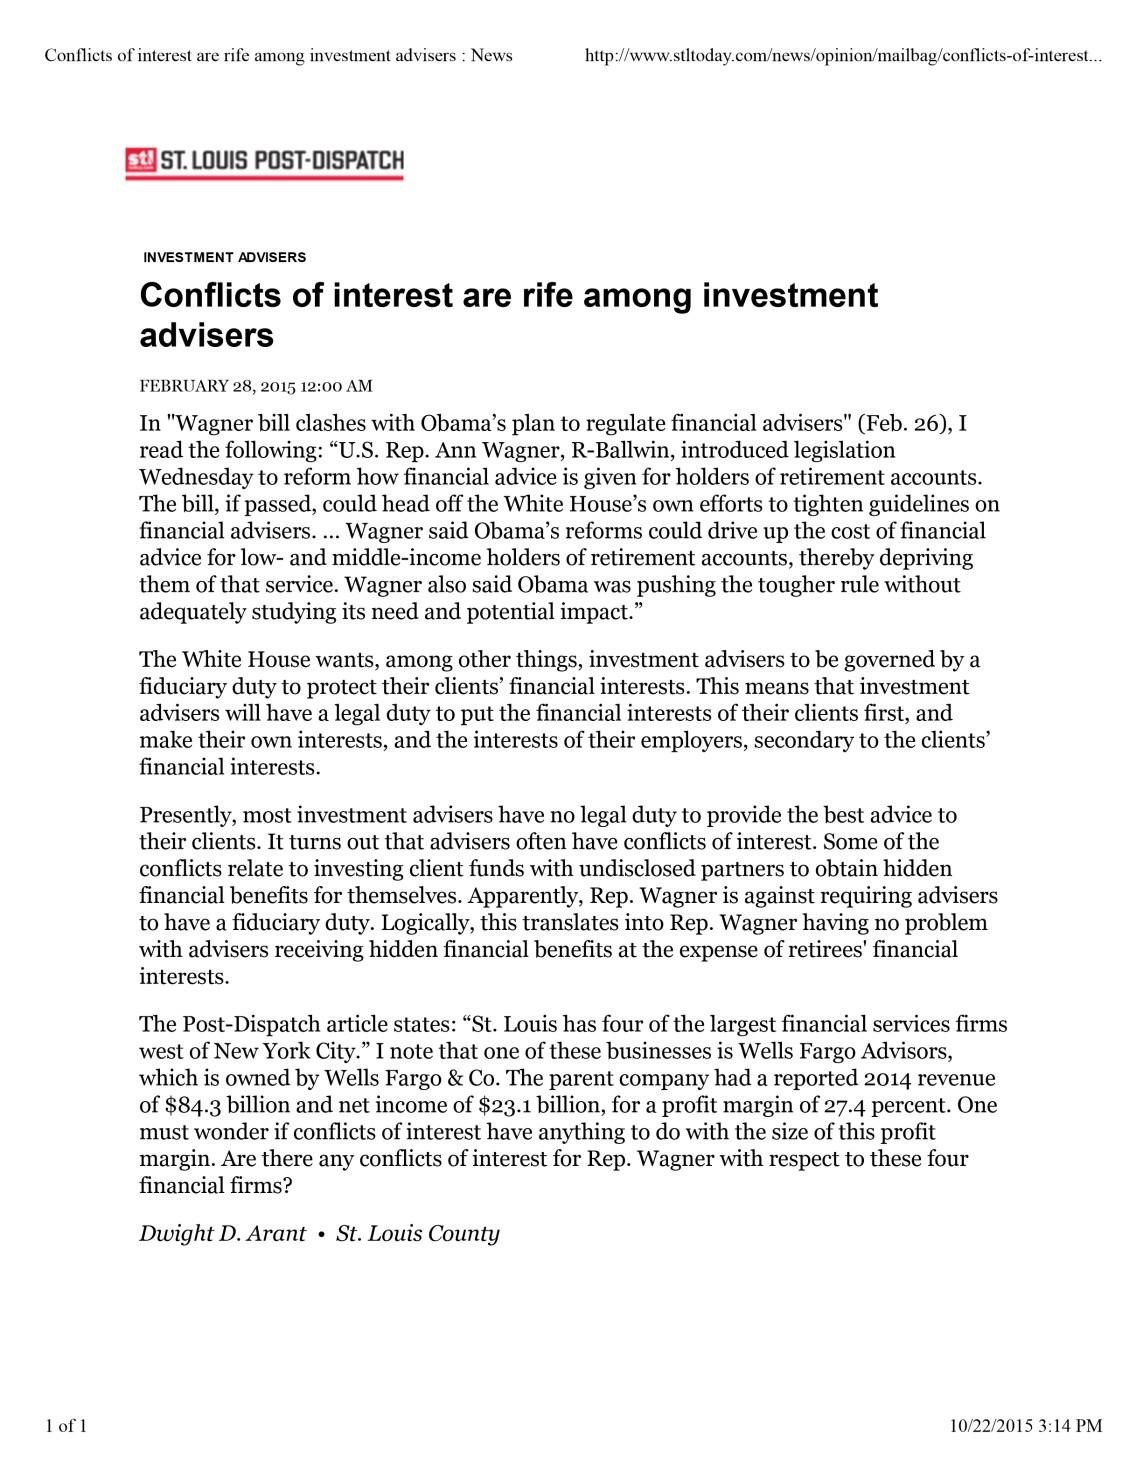 Conflicts of interest are rife among investment advisers : News
http://www.stltoday.com/news/opinion/mailbag/conflicts-of-interest...
stl ST. LOUIS POST-DISPATCH
INVESTMENT ADVISERS
Conflicts of interest are rife among investment
advisers
FEBRUARY 28, 2015 12:00 AM
In "Wagner bill clashes with Obama’s plan to regulate financial advisers" (Feb. 26), I
read the following: “U.S. Rep. Ann Wagner, R-Ballwin, introduced legislation
Wednesday to reform how financial advice is given for holders of retirement accounts.
The bill, if passed, could head off the White House’s own efforts to tighten guidelines on
financial advisers. ... Wagner said Obama’s reforms could drive up the cost of financial
advice for low- and middle-income holders of retirement accounts, thereby depriving
them of that service. Wagner also said Obama was pushing the tougher rule without
adequately studying its need and potential impact.”
The White House wants, among other things, investment advisers to be governed by a
fiduciary duty to protect their clients’ financial interests. This means that investment
advisers will have a legal duty to put the financial interests of their clients first, and
make their own interests, and the interests of their employers, secondary to the clients’
financial interests.
Presently, most investment advisers have no legal duty to provide the best advice to
their clients. It turns out that advisers often have conflicts of interest. Some of the
conflicts relate to investing client funds with undisclosed partners to obtain hidden
financial benefits for themselves. Apparently, Rep. Wagner is against requiring advisers
to have a fiduciary duty. Logically, this translates into Rep. Wagner having no problem
with advisers receiving hidden financial benefits at the expense of retirees' financial
interests.
The Post-Dispatch article states: “St. Louis has four of the largest financial services firms
west of New York City.” I note that one of these businesses is Wells Fargo Advisors,
which is owned by Wells Fargo & Co. The parent company had a reported 2014 revenue
of $84.3 billion and net income of $23.1 billion, for a profit margin of 27.4 percent. One
must wonder if conflicts of interest have anything to do with the size of this profit
margin. Are there any conflicts of interest for Rep. Wagner with respect to these four
financial firms?
Dwight D. Arant • St. Louis County
1 of 1
10/22/2015 3:14 PM